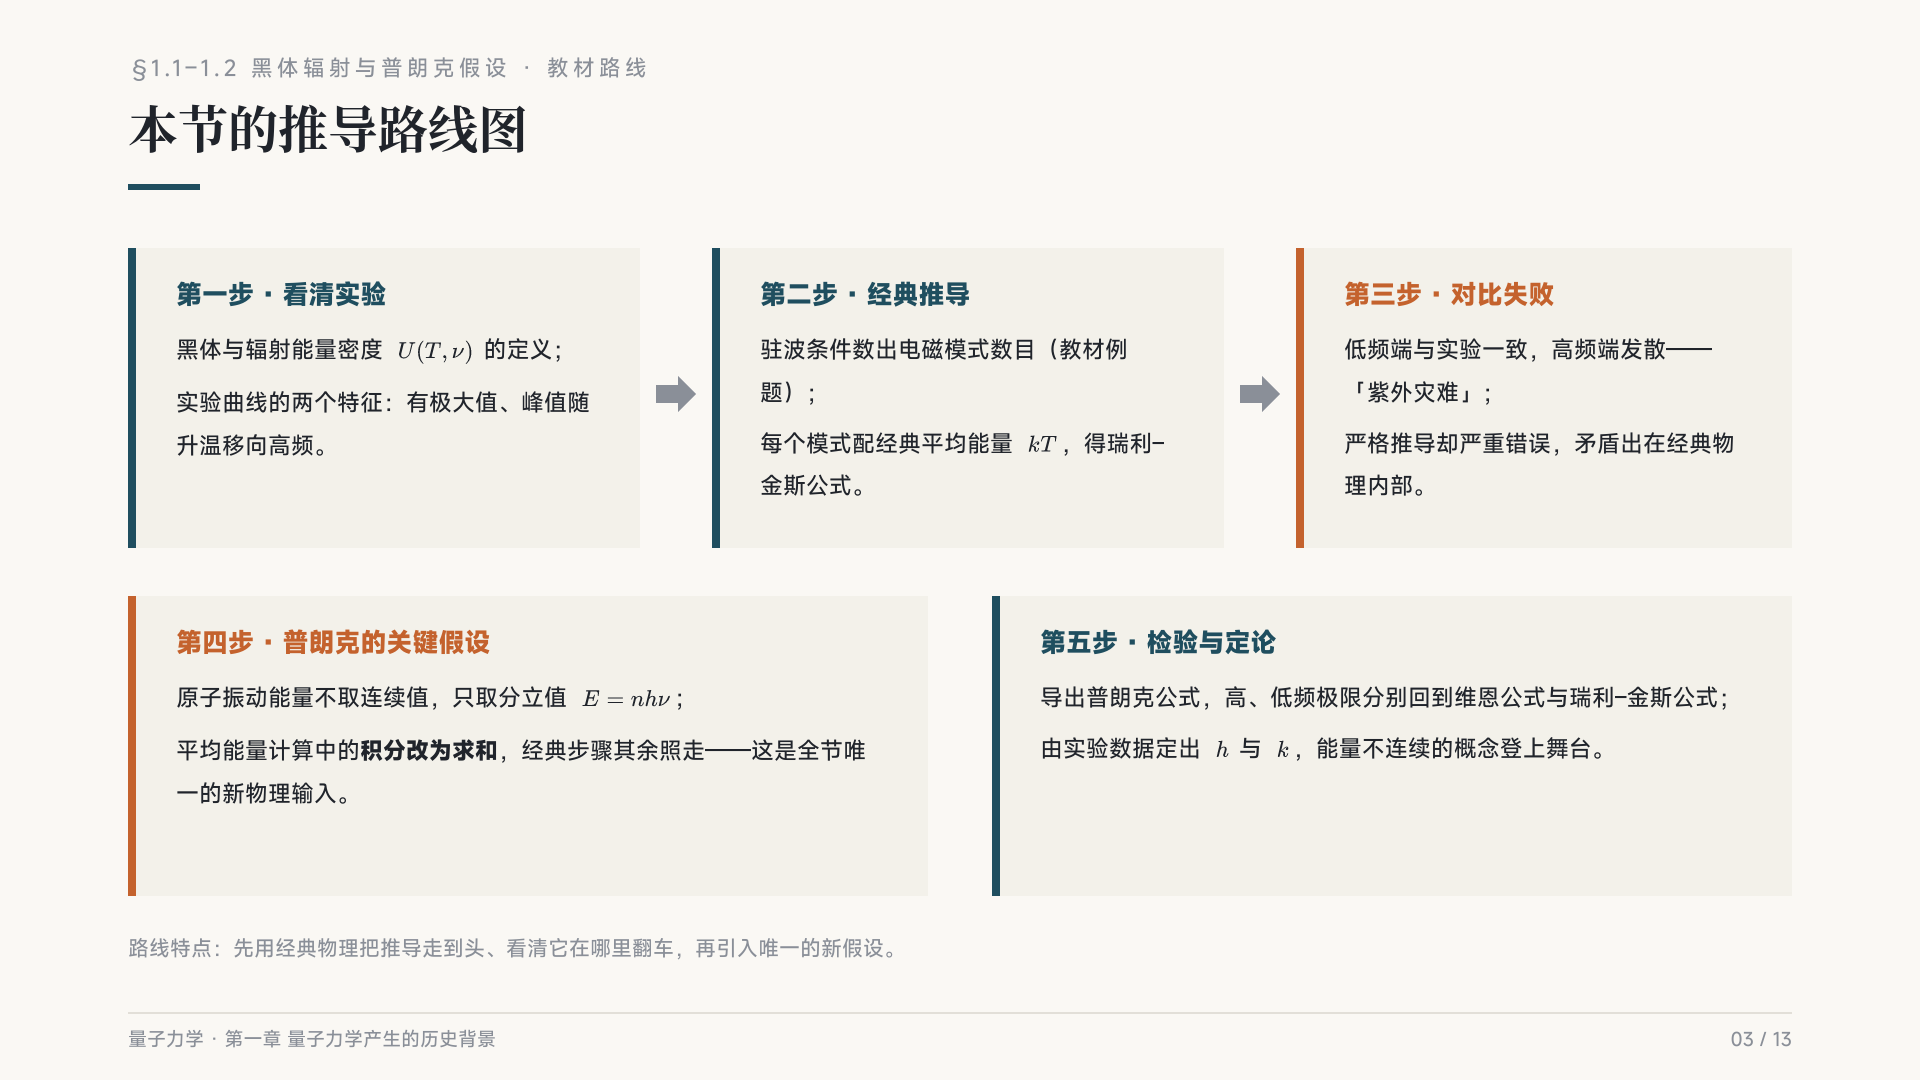 §1.1–1.2 黑体辐射与普朗克假设 · 教材路线
本节的推导路线图
第一步 · 看清实验
黑体与辐射能量密度 U(T,ν) 的定义；
实验曲线的两个特征：有极大值、峰值随
升温移向高频。
第二步 · 经典推导
驻波条件数出电磁模式数目（教材例
题）；
每个模式配经典平均能量 kT，得瑞利–
金斯公式。
第三步 · 对比失败
低频端与实验一致，高频端发散——
「紫外灾难」；
严格推导却严重错误，矛盾出在经典物
理内部。
第四步 · 普朗克的关键假设
原子振动能量不取连续值，只取分立值 E = nhν；
平均能量计算中的积分改为求和，经典步骤其余照走——这是全节唯
一的新物理输入。
第五步 · 检验与定论
导出普朗克公式，高、低频极限分别回到维恩公式与瑞利–金斯公式；
由实验数据定出 h 与 k，能量不连续的概念登上舞台。
路线特点：先用经典物理把推导走到头、看清它在哪里翻车，再引入唯一的新假设。
量子力学 · 第一章 量子力学产生的历史背景
03 / 13